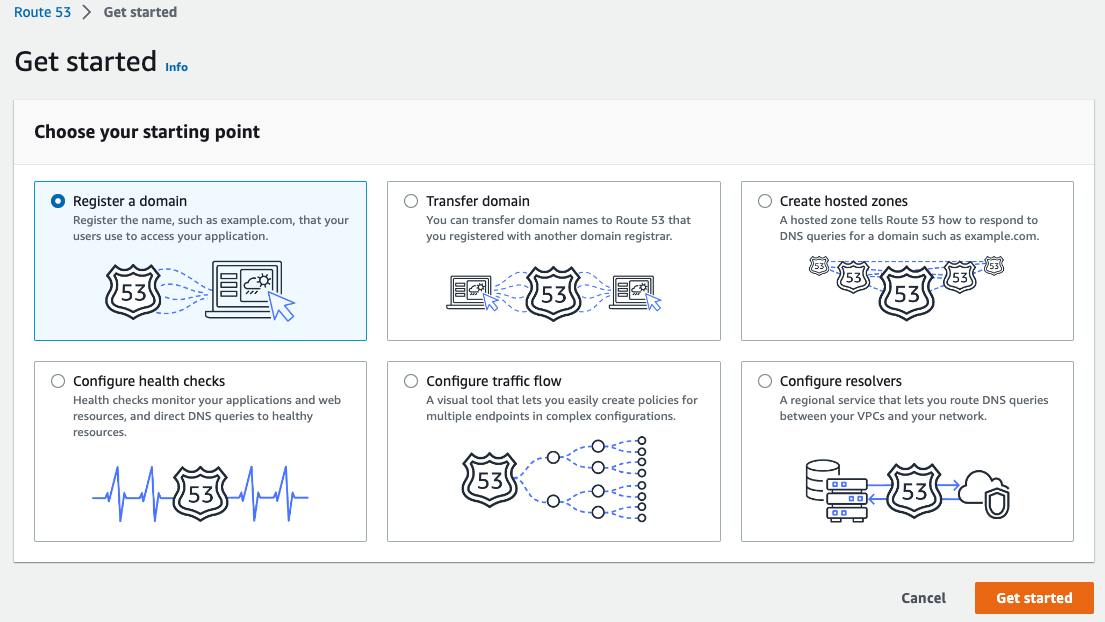 Route 53 > Get started
Get started Info
Choose your starting point
Register a domain
Register the name, such as example.com, that your
users use to access your application.
53
Transfer domain
You can transfer domain names to Route 53 that
you registered with another domain registrar.
53
Create hosted zones
A hosted zone tells Route 53 how to respond to
DNS queries for a domain such as example.com.
53 53 53 53 53
Configure health checks
Health checks monitor your applications and web
resources, and direct DNS queries to healthy
resources.
53
Configure traffic flow
A visual tool that lets you easily create policies for
multiple endpoints in complex configurations.
53
Configure resolvers
A regional service that lets you route DNS queries
between your VPCs and your network.
53
Cancel Get started